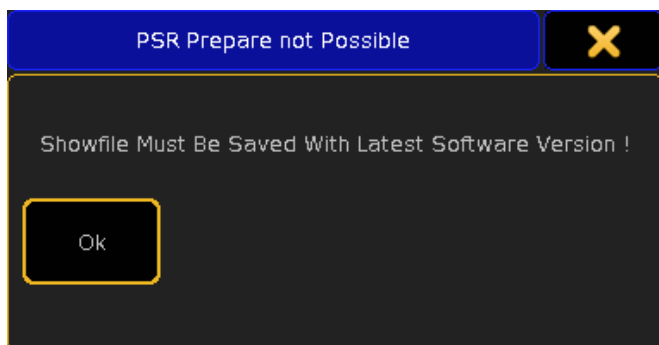 PSR Prepare not Possible
Showfile Must Be Saved With Latest Software Version !
Ok